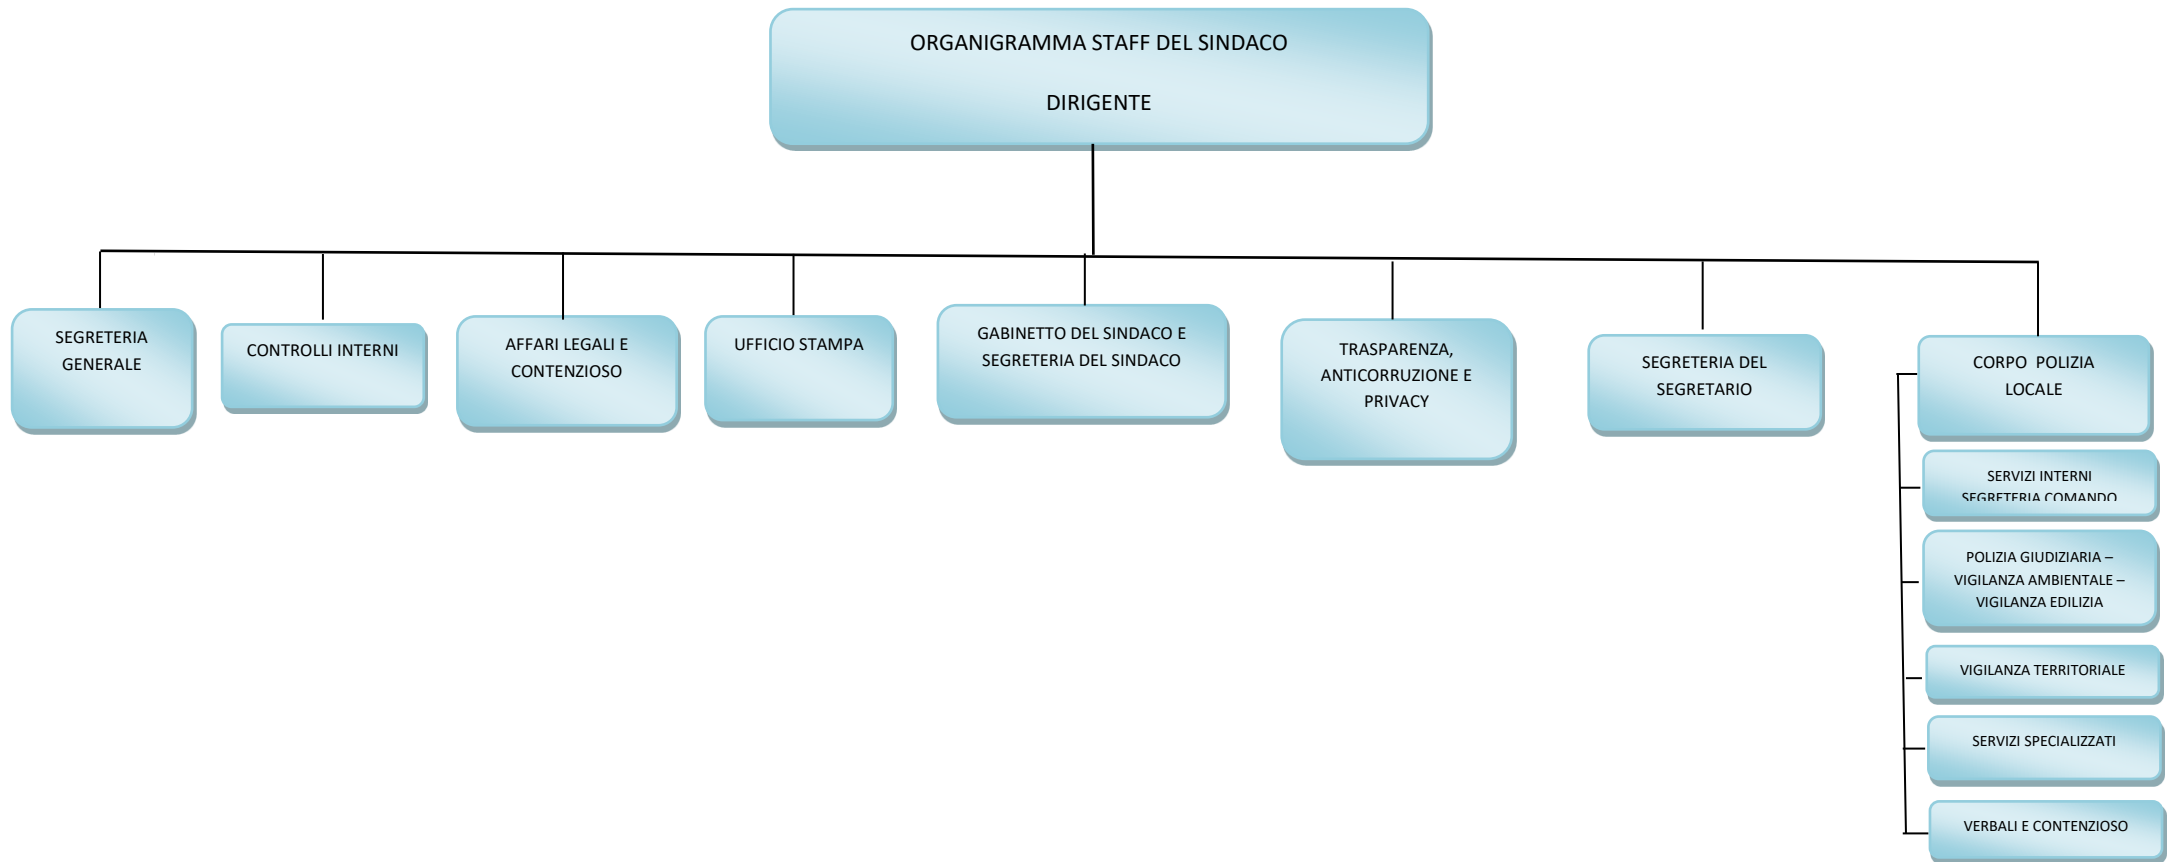 ORGANIGRAMMA STAFF DEL SINDACO
DIRIGENTE
SEGRETERIA
GENERALE
CONTROLLI INTERNI
AFFARI LEGALI E
CONTENZIOSO
UFFICIO STAMPA
GABINETTO DEL SINDACO E
SEGRETERIA DEL SINDACO
TRASPARENZA,
ANTICORRUZIONE E
PRIVACY
SEGRETERIA DEL
SEGRETARIO
CORPO POLIZIA
LOCALE
SERVIZI INTERNI
SEGRETERIA COMANDO
POLIZIA GIUDIZIARIA –
VIGILANZA AMBIENTALE –
VIGILANZA EDILIZIA
VIGILANZA TERRITORIALE
SERVIZI SPECIALIZZATI
VERBALI E CONTENZIOSO